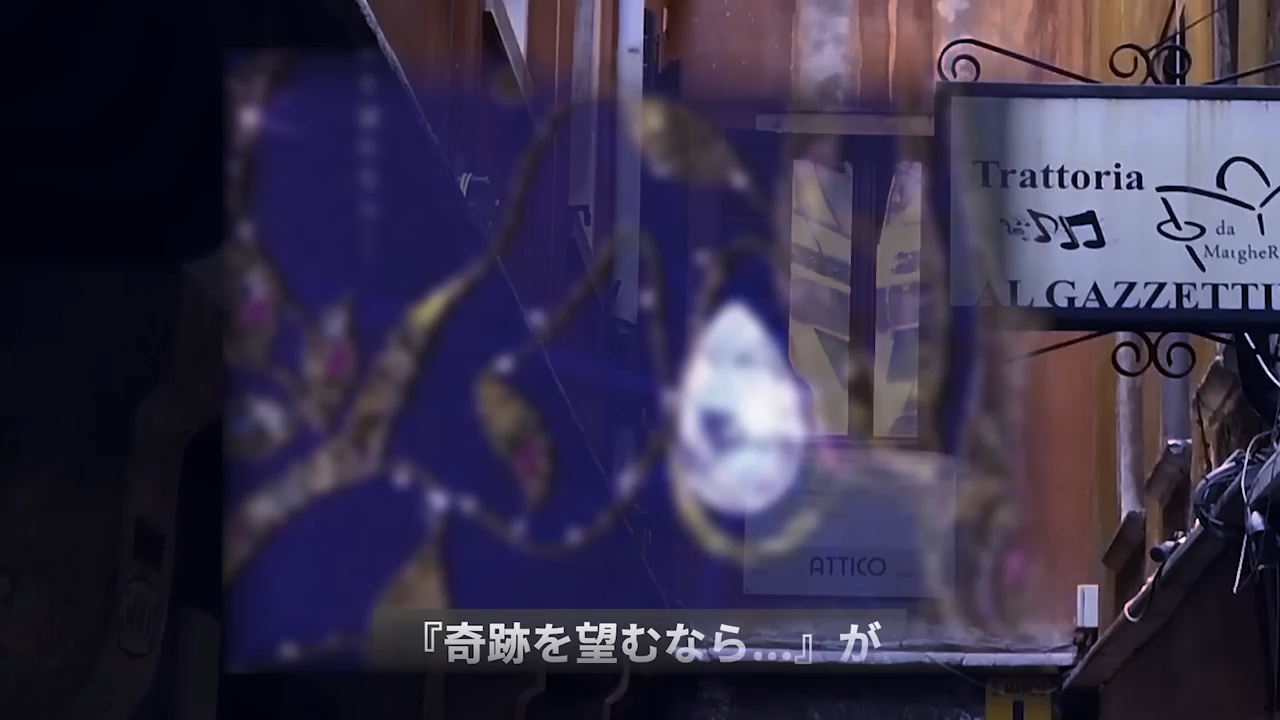 Trattoria
da
MargheR
AL GAZZETTI
ATTICO
『奇跡を望むなら...』が